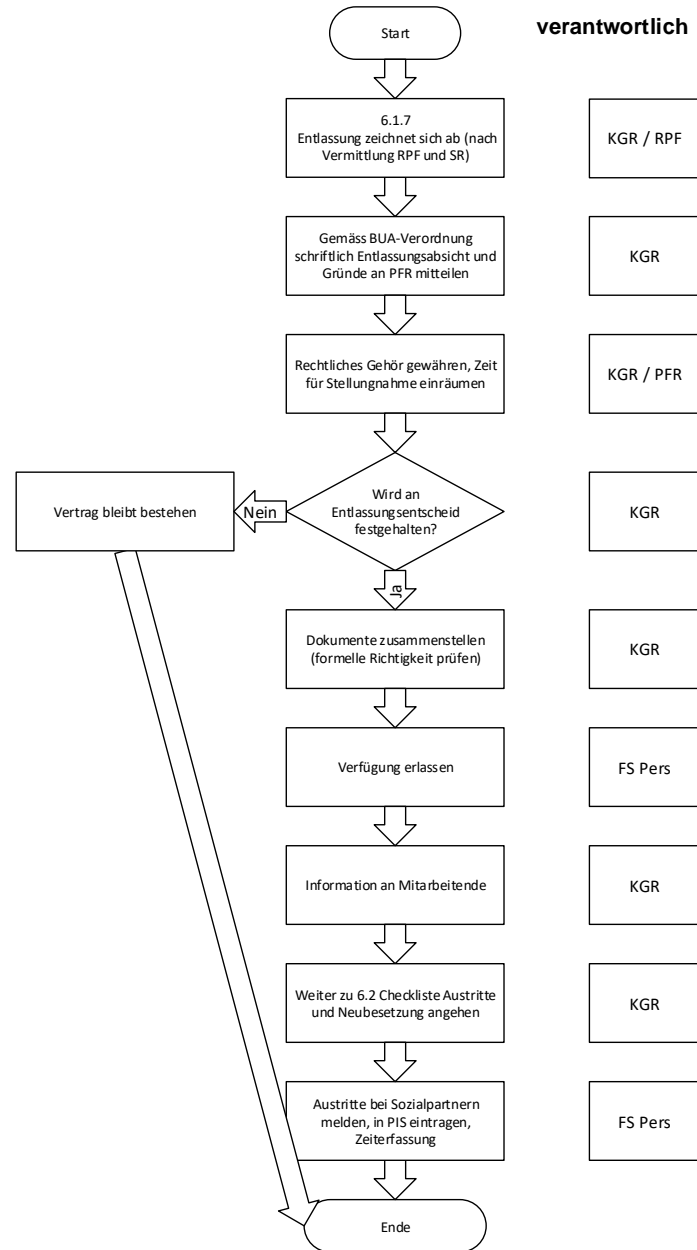 Start
verantwortlich
6.1.7
Entlassung zeichnet sich ab (nach
Vermittlung RPF und SR)
KGR / RPF
Gemäss BUA-Verordnung
schriftlich Entlassungsabsicht und
Gründe an PFR mitteilen
KGR
Rechtliches Gehör gewähren, Zeit
für Stellungnahme einräumen
KGR / PFR
Wird an
Entlassungsentscheid
festgehalten?
KGR
Nein
Vertrag bleibt bestehen
Ja
Dokumente zusammenstellen
(formelle Richtigkeit prüfen)
KGR
Verfügung erlassen
FS Pers
Information an Mitarbeitende
KGR
Weiter zu 6.2 Checkliste Austritte
und Neubesetzung angehen
KGR
Austritte bei Sozialpartnern
melden, in PIS eintragen,
Zeiterfassung
FS Pers
Ende